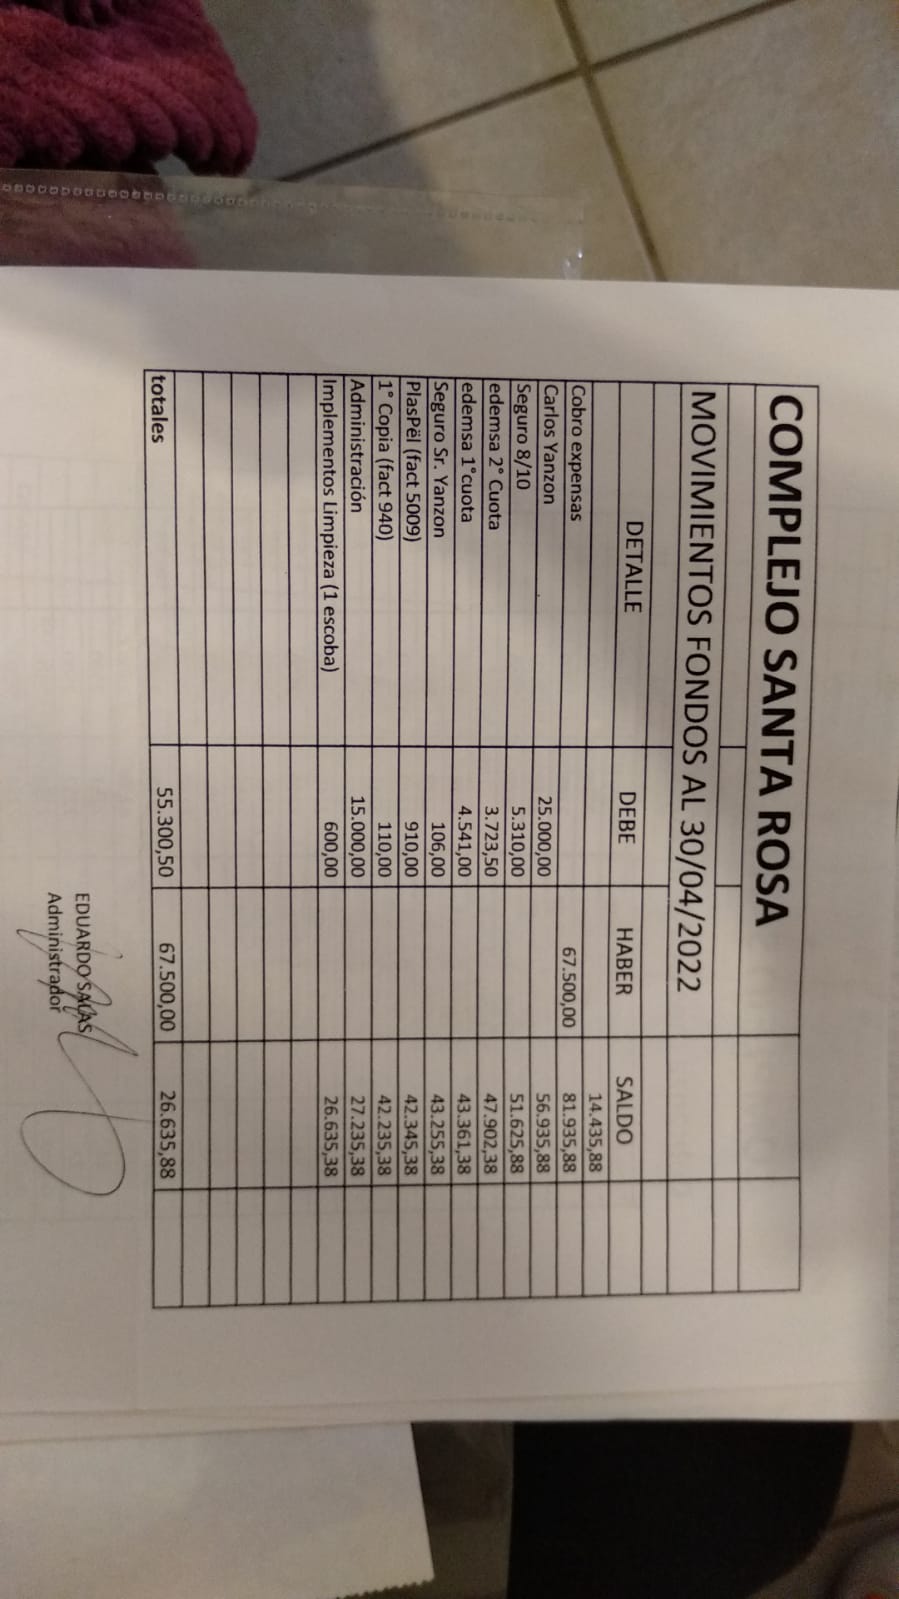 COMPLEJO SANTA ROSA
MOVIMIENTOS FONDOS AL 30/04/2022
DETALLE DEBE HABER SALDO
14.435,88
Cobro expensas 67.500,00 81.935,88
Carlos Yanzon 25.000,00 56.935,88
Seguro 8/10 5.310,00 51.625,88
edemsa 2° Cuota 3.723,50 47.902,38
edemsa 1°cuota 4.541,00 43.361,38
Seguro Sr. Yanzon 106,00 43.255,38
PlasPël (fact 5009) 910,00 42.345,38
1° Copia (fact 940) 110,00 42.235,38
Administración 15.000,00 27.235,38
Implementos Limpieza (1 escoba) 600,00 26.635,38
totales 55.300,50 67.500,00 26.635,88
EDUARDO SALAS
Administrador